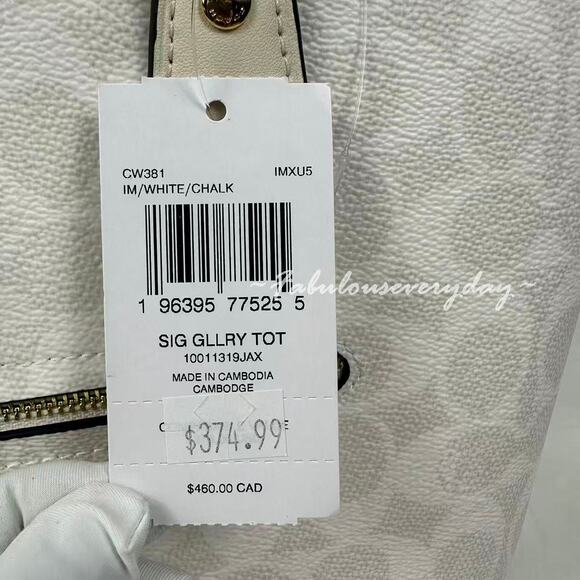 CW381 IMXU5
IM/WHITE/CHALK
1 96395 77525 5
~Fabulouseveryday~
SIG GLLRY TOT
10011319JAX
MADE IN CAMBODIA
CAMBODGE
$374.99
$460.00 CAD